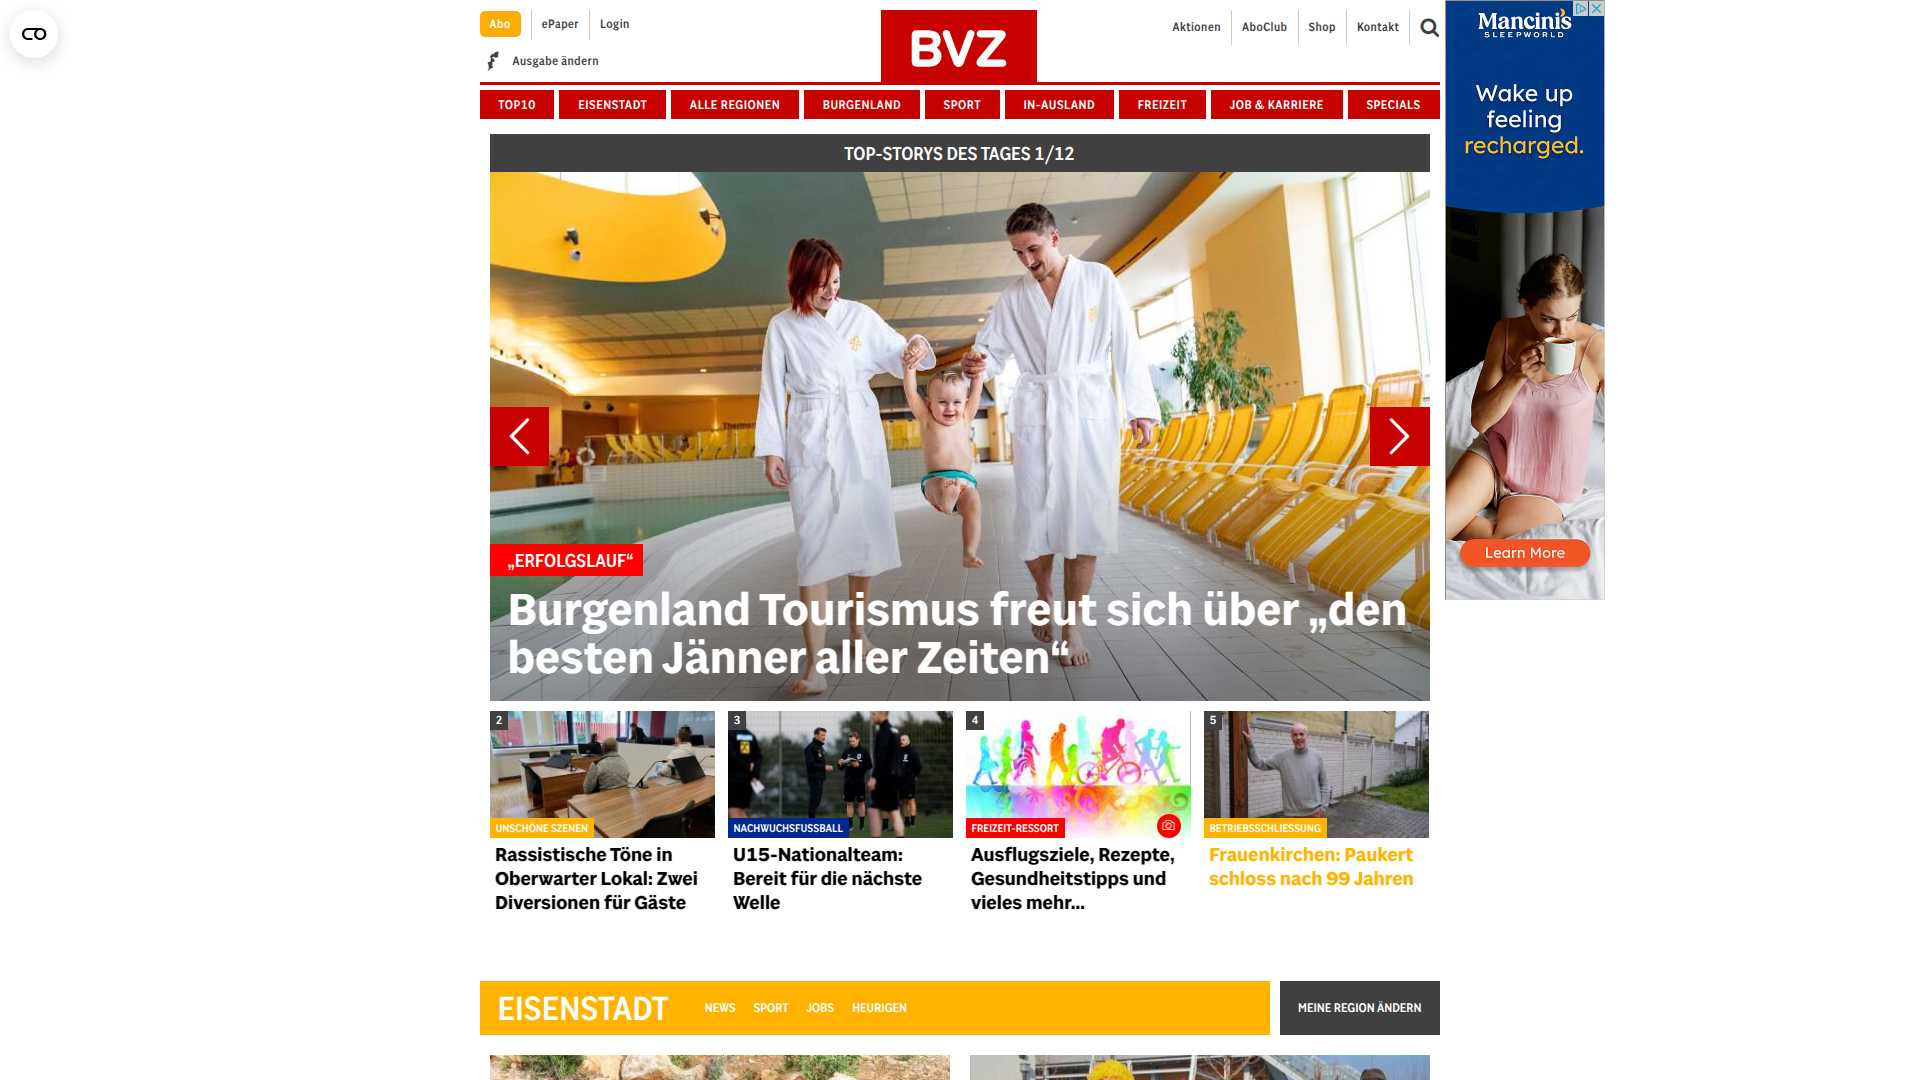 Abo
ePaper
Login
Ausgabe ändern
BVZ
Aktionen
AboClub
Shop
Kontakt
TOP10
EISENSTADT
ALLE REGIONEN
BURGENLAND
SPORT
IN-AUSLAND
FREIZEIT
JOB & KARRIERE
SPECIALS
TOP-STORYS DES TAGES 1/12
„ERFOLGSLAUF“
Burgenland Tourismus freut sich über „den
besten Jänner aller Zeiten“
2
UNSCHÖNE SZENEN
Rassistische Töne in
Oberwarter Lokal: Zwei
Diversionen für Gäste
3
NACHWUCHSFUSSBALL
U15-Nationalteam:
Bereit für die nächste
Welle
4
FREIZEIT-RESSORT
Ausflugsziele, Rezepte,
Gesundheitstipps und
vieles mehr...
5
BETRIEBSSCHLIESSUNG
Frauenkirchen: Paukert
schloss nach 99 Jahren
EISENSTADT
NEWS
SPORT
JOBS
HEURIGEN
MEINE REGION ÄNDERN
Mancini's
SLEEPWORLD
Wake up
feeling
recharged.
Learn More